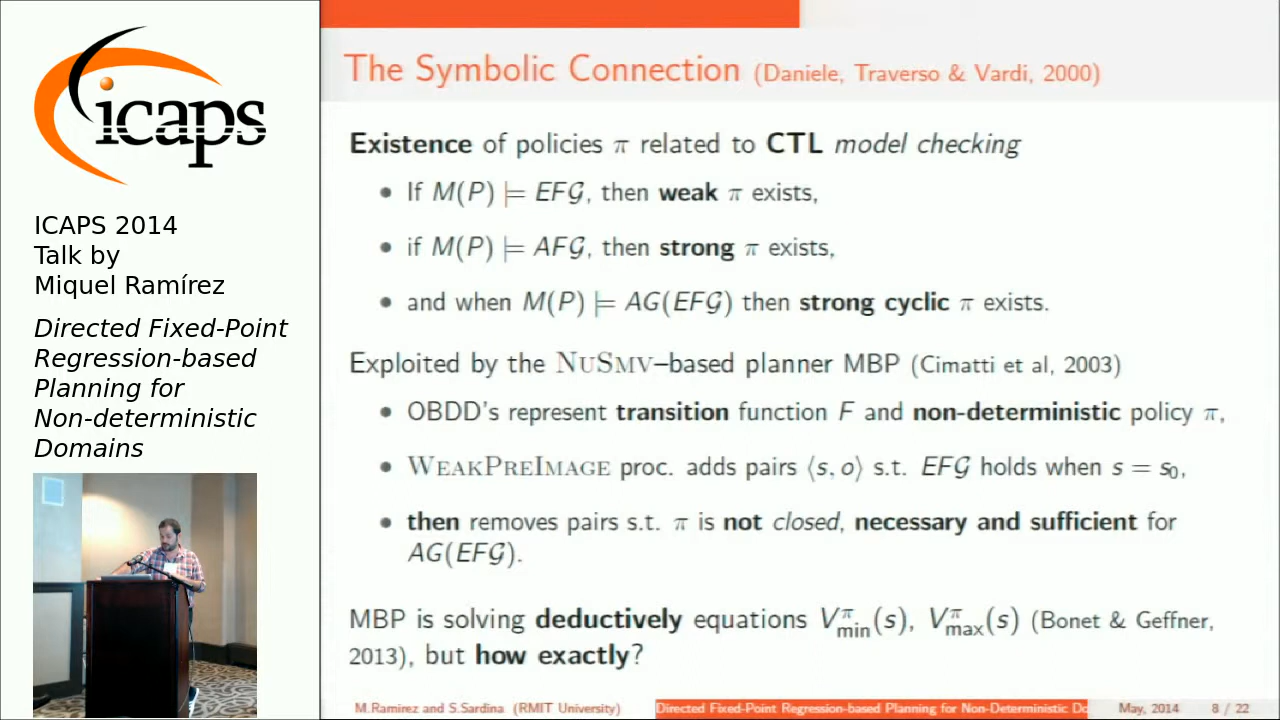 icaps
ICAPS 2014
Talk by
Miquel Ramírez
Directed Fixed-Point
Regression-based
Planning for
Non-deterministic
Domains
The Symbolic Connection (Daniele, Traverso & Vardi, 2000)
Existence of policies π related to CTL model checking
• If M(P) ⊨ EF𝒢, then weak π exists,
• if M(P) ⊨ AF𝒢, then strong π exists,
• and when M(P) ⊨ AG(EF𝒢) then strong cyclic π exists.
Exploited by the NuSmv–based planner MBP (Cimatti et al, 2003)
• OBDD's represent transition function F and non-deterministic policy π,
• WeakPreImage proc. adds pairs ⟨s, o⟩ s.t. EF𝒢 holds when s = s₀,
• then removes pairs s.t. π is not closed, necessary and sufficient for
AG(EF𝒢).
MBP is solving deductively equations V^π_min(s), V^π_max(s) (Bonet & Geffner,
2013), but how exactly?
M.Ramirez and S.Sardina (RMIT University) Directed Fixed-Point Regression-based Planning for Non-Deterministic Do May, 2014 8 / 22